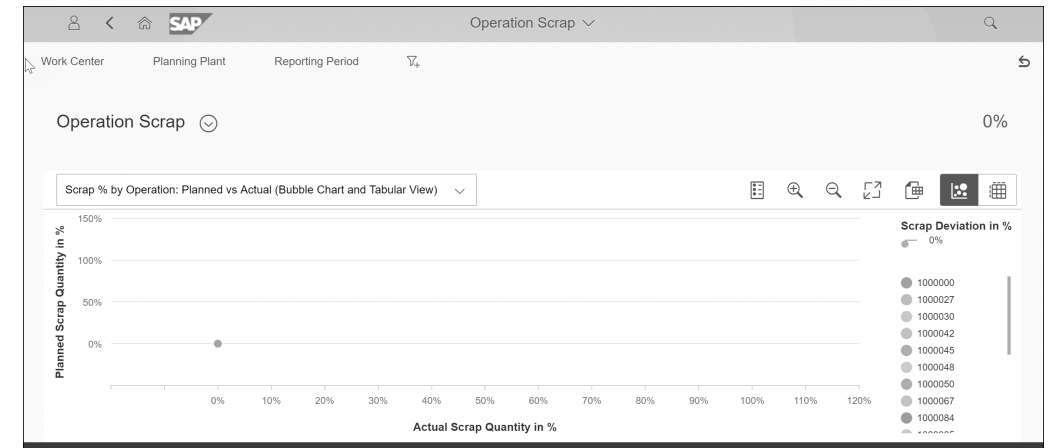 SAP Operation Scrap
Work Center Planning Plant Reporting Period
Operation Scrap 0%
Scrap % by Operation: Planned vs Actual (Bubble Chart and Tabular View)
Planned Scrap Quantity in %
150%
100%
50%
0%
0% 10% 20% 30% 40% 50% 60% 70% 80% 90% 100% 110% 120%
Actual Scrap Quantity in %
Scrap Deviation in %
0%
1000000
1000027
1000030
1000042
1000045
1000048
1000050
1000067
1000084